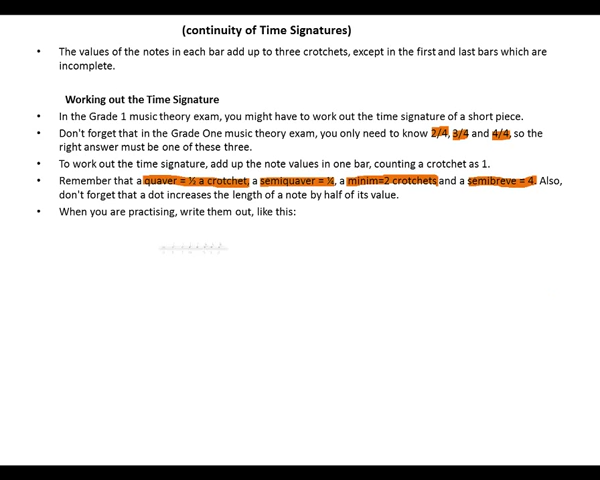 (continuity of Time Signatures)
• The values of the notes in each bar add up to three crotchets, except in the first and last bars which are
incomplete.
Working out the Time Signature
• In the Grade 1 music theory exam, you might have to work out the time signature of a short piece.
• Don't forget that in the Grade One music theory exam, you only need to know 2/4, 3/4 and 4/4, so the
right answer must be one of these three.
• To work out the time signature, add up the note values in one bar, counting a crotchet as 1.
• Remember that a quaver = ½ a crotchet, a semiquaver = ¼, a minim=2 crotchets and a semibreve = 4. Also,
don't forget that a dot increases the length of a note by half of its value.
• When you are practising, write them out, like this: